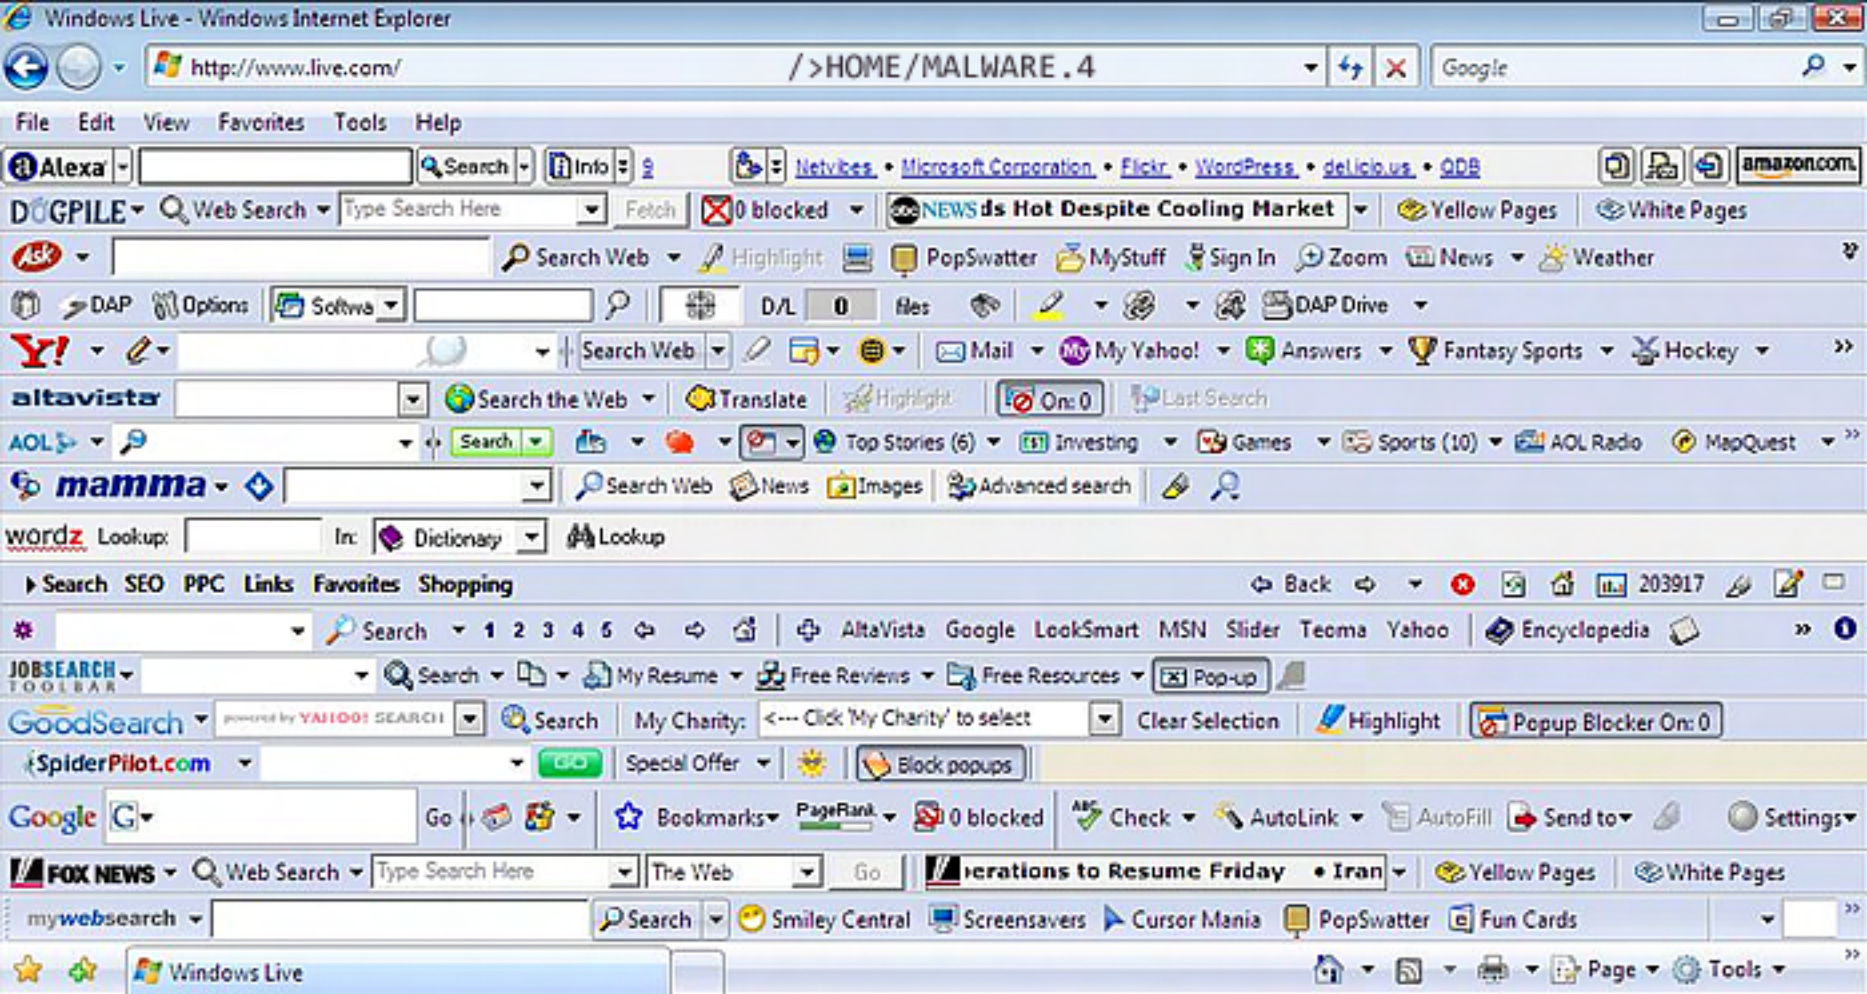 Windows Live - Windows Internet Explorer
http://www.live.com/ />HOME/MALWARE.4 Google
File Edit View Favorites Tools Help
Alexa Search Info 9 Netvibes • Microsoft Corporation • Flickr • WordPress • del.icio.us • QDB amazon.com.
DOGPILE Web Search Type Search Here Fetch 0 blocked abc NEWS ds Hot Despite Cooling Market Yellow Pages White Pages
Ask Search Web Highlight PopSwatter MyStuff Sign In Zoom News Weather
DAP Options Softwa D/L 0 files DAP Drive
Y! Search Web Mail My My Yahoo! Answers Fantasy Sports Hockey »
altavista Search the Web Translate Highlight On: 0 Last Search
AOL Search Top Stories (6) Investing Games Sports (10) AOL Radio MapQuest »
mamma Search Web News Images Advanced search
wordz Lookup: In: Dictionary Lookup
Search SEO PPC Links Favorites Shopping Back 203917
Search 1 2 3 4 5 AltaVista Google LookSmart MSN Slider Teoma Yahoo Encyclopedia »
JOBSEARCH TOOLBAR Search My Resume Free Reviews Free Resources Pop-up
GoodSearch powered by YAHOO! SEARCH Search My Charity: <--- Click 'My Charity' to select Clear Selection Highlight Popup Blocker On: 0
SpiderPilot.com GO Special Offer Block popups
Google G Go Bookmarks PageRank 0 blocked ABC Check AutoLink AutoFill Send to Settings
FOX NEWS Web Search Type Search Here The Web Go erations to Resume Friday • Iran Yellow Pages White Pages
mywebsearch Search Smiley Central Screensavers Cursor Mania PopSwatter Fun Cards »
Windows Live Page Tools »